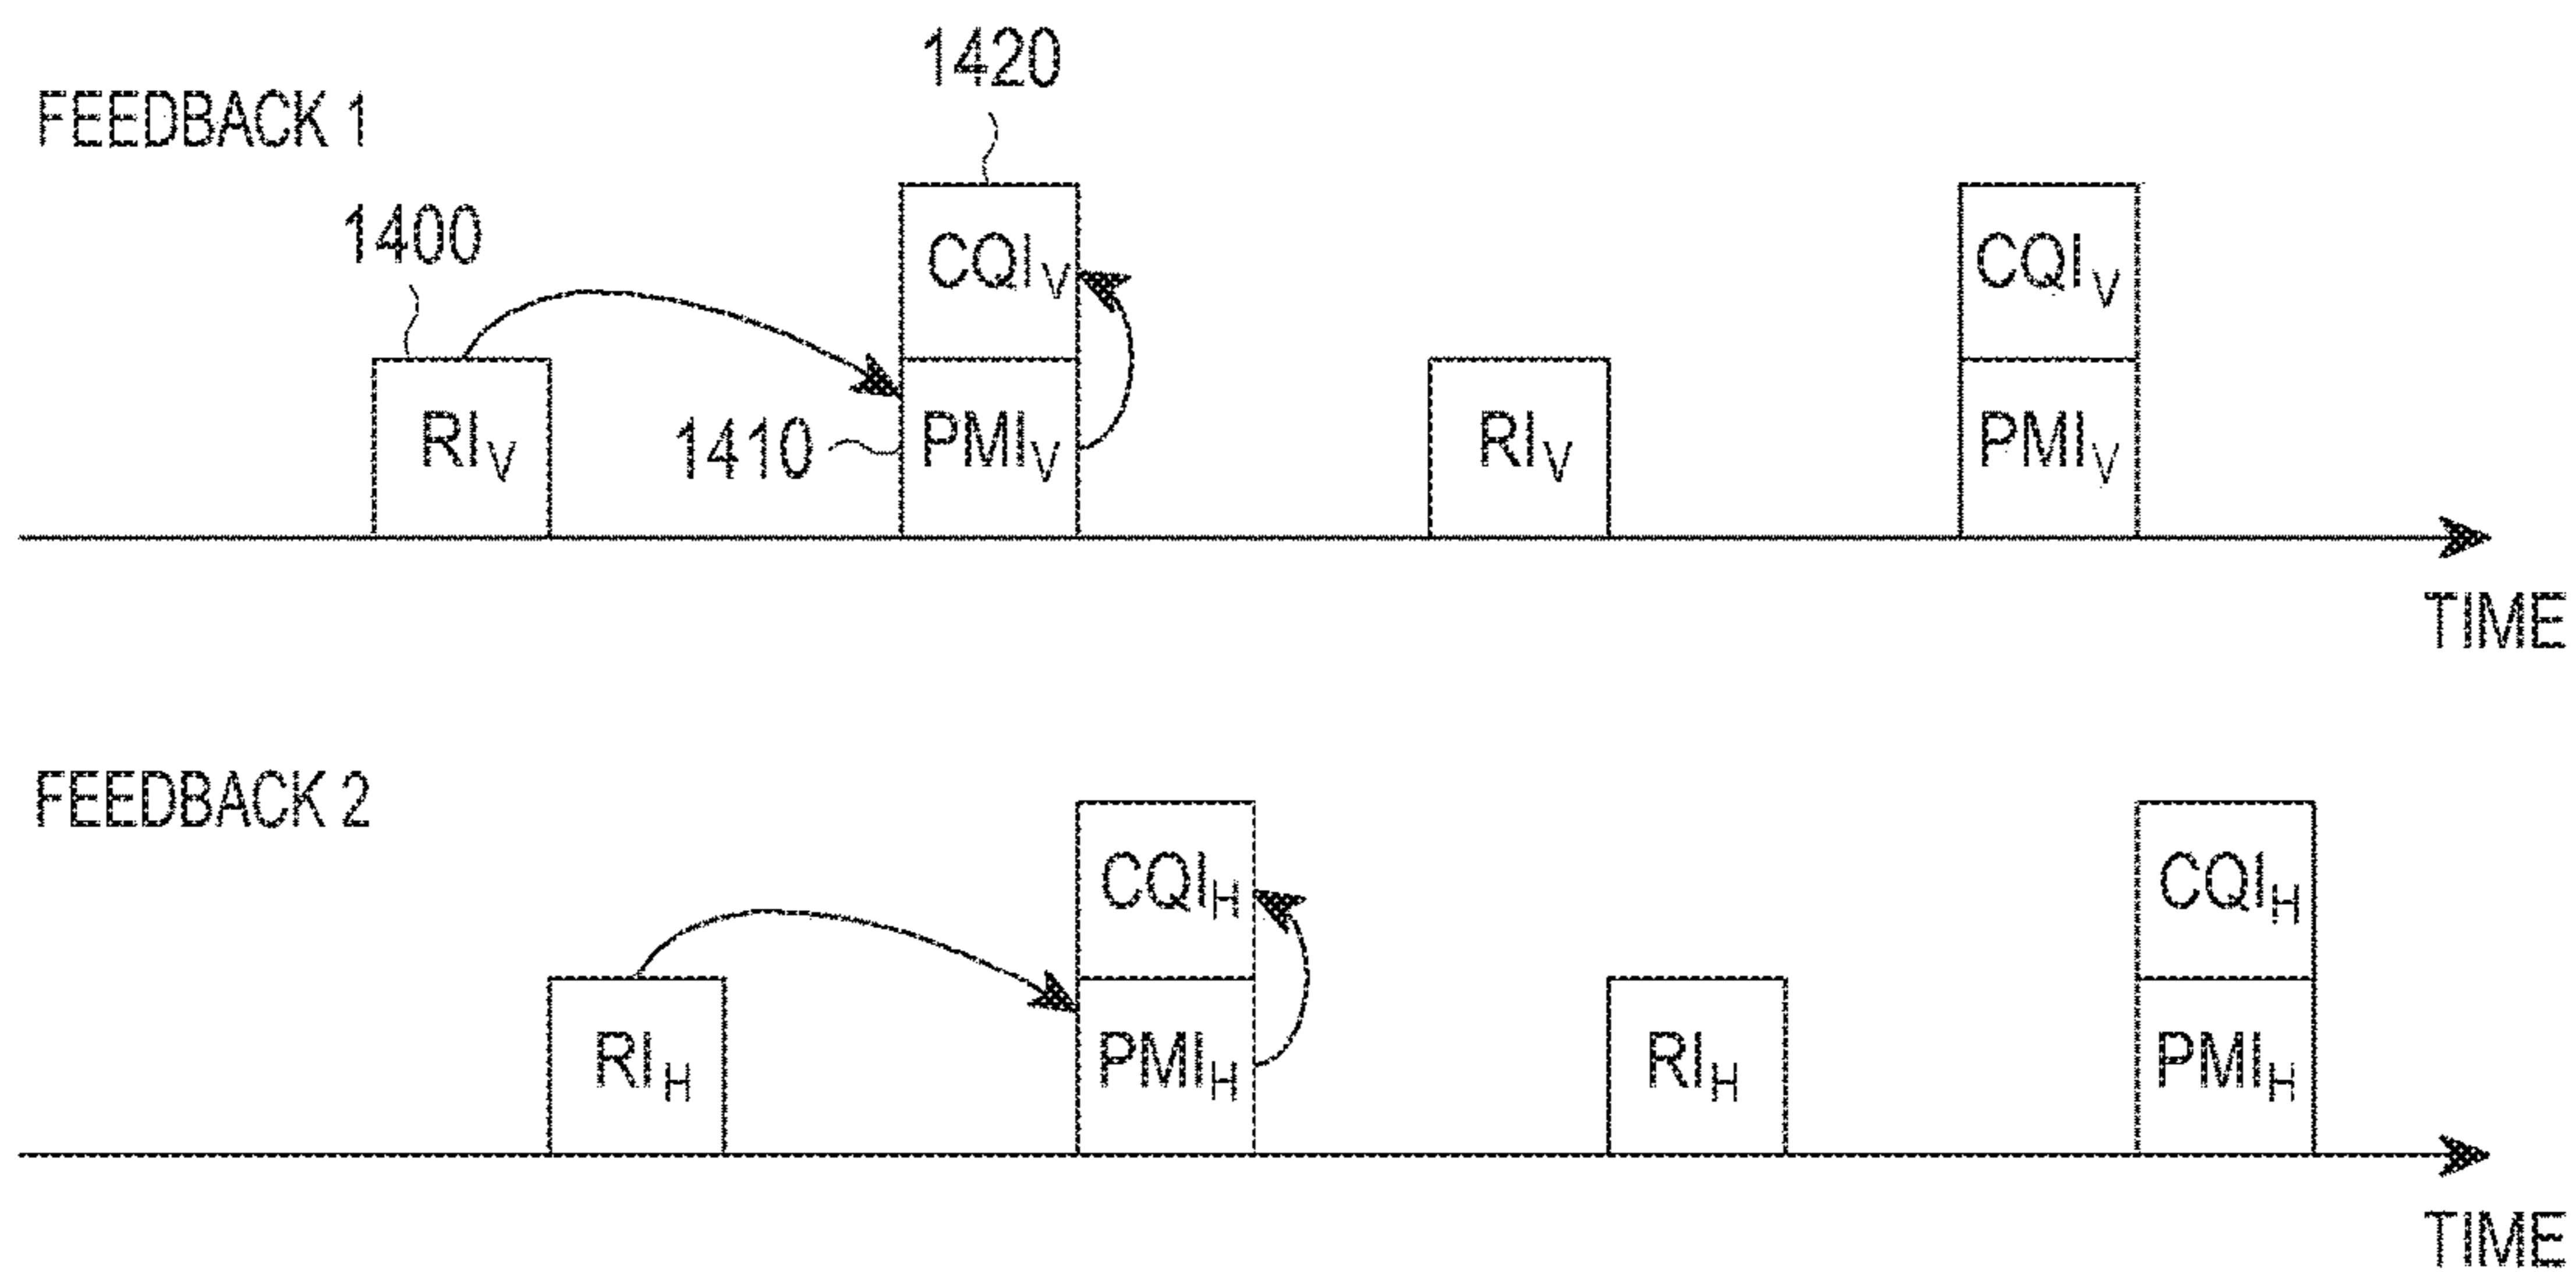 1420
FEEDBACK 1
1400
CQIV
CQIV
RIV
1410
PMIV
RIV
PMIV
TIME
FEEDBACK 2
CQIH
CQIH
RIH
PMIH
RIH
PMIH
TIME